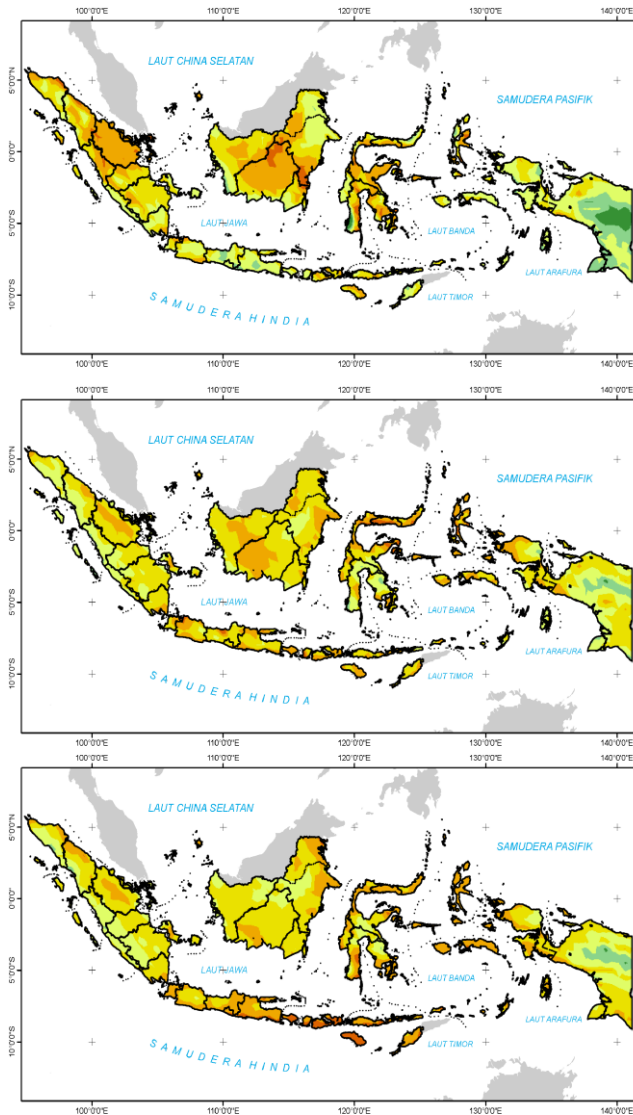 100°0'0"E 110°0'0"E 120°0'0"E 130°0'0"E 140°0'0"E
LAUT CHINA SELATAN
5°0'0"N
SAMUDERA PASIFIK
0°0'0"
LAUT JAWA
LAUT BANDA
5°0'0"S
LAUT ARAFURA
10°0'0"S
SAMUDERA HINDIA
LAUT TIMOR
100°0'0"E 110°0'0"E 120°0'0"E 130°0'0"E 140°0'0"E
100°0'0"E 110°0'0"E 120°0'0"E 130°0'0"E 140°0'0"E
LAUT CHINA SELATAN
5°0'0"N
SAMUDERA PASIFIK
0°0'0"
LAUT JAWA
LAUT BANDA
5°0'0"S
LAUT ARAFURA
10°0'0"S
SAMUDERA HINDIA
LAUT TIMOR
100°0'0"E 110°0'0"E 120°0'0"E 130°0'0"E 140°0'0"E
LAUT CHINA SELATAN
5°0'0"N
SAMUDERA PASIFIK
0°0'0"
LAUT JAWA
LAUT BANDA
5°0'0"S
LAUT ARAFURA
10°0'0"S
SAMUDERA HINDIA
LAUT TIMOR
100°0'0"E 110°0'0"E 120°0'0"E 130°0'0"E 140°0'0"E